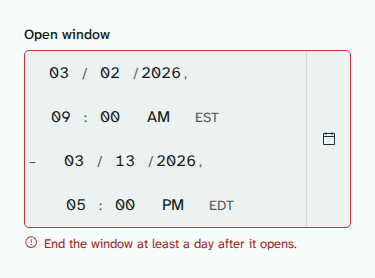 Open window
03 / 02 / 2026,
09 : 00 AM EST
– 03 / 13 / 2026,
05 : 00 PM EDT
End the window at least a day after it opens.